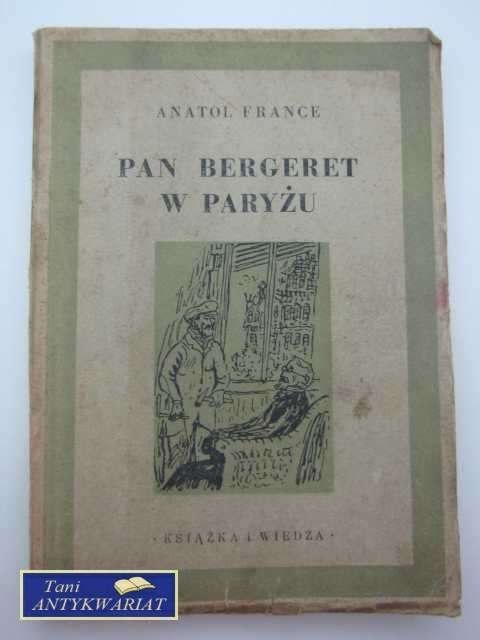 ANATOL FRANCE
PAN BERGERET
W PARYŻU
· KSIĄŻKA I WIEDZA ·
Tani
ANTYKWARIAT